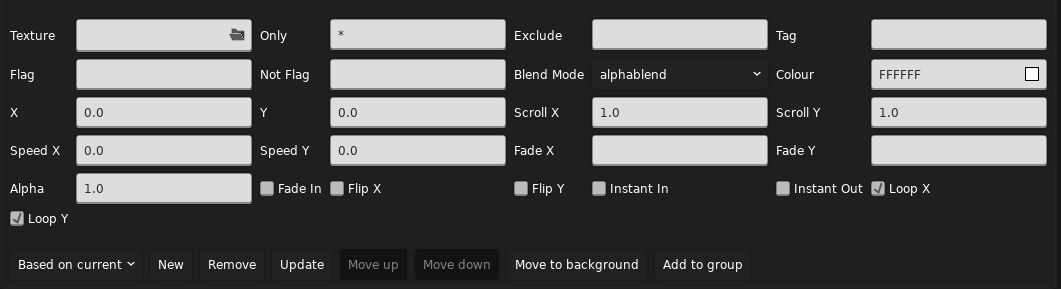 Texture Only * Exclude Tag
Flag Not Flag Blend Mode alphablend Colour FFFFFF
X 0.0 Y 0.0 Scroll X 1.0 Scroll Y 1.0
Speed X 0.0 Speed Y 0.0 Fade X Fade Y
Alpha 1.0 Fade In Flip X Flip Y Instant In Instant Out Loop X
Loop Y
Based on current New Remove Update Move up Move down Move to background Add to group